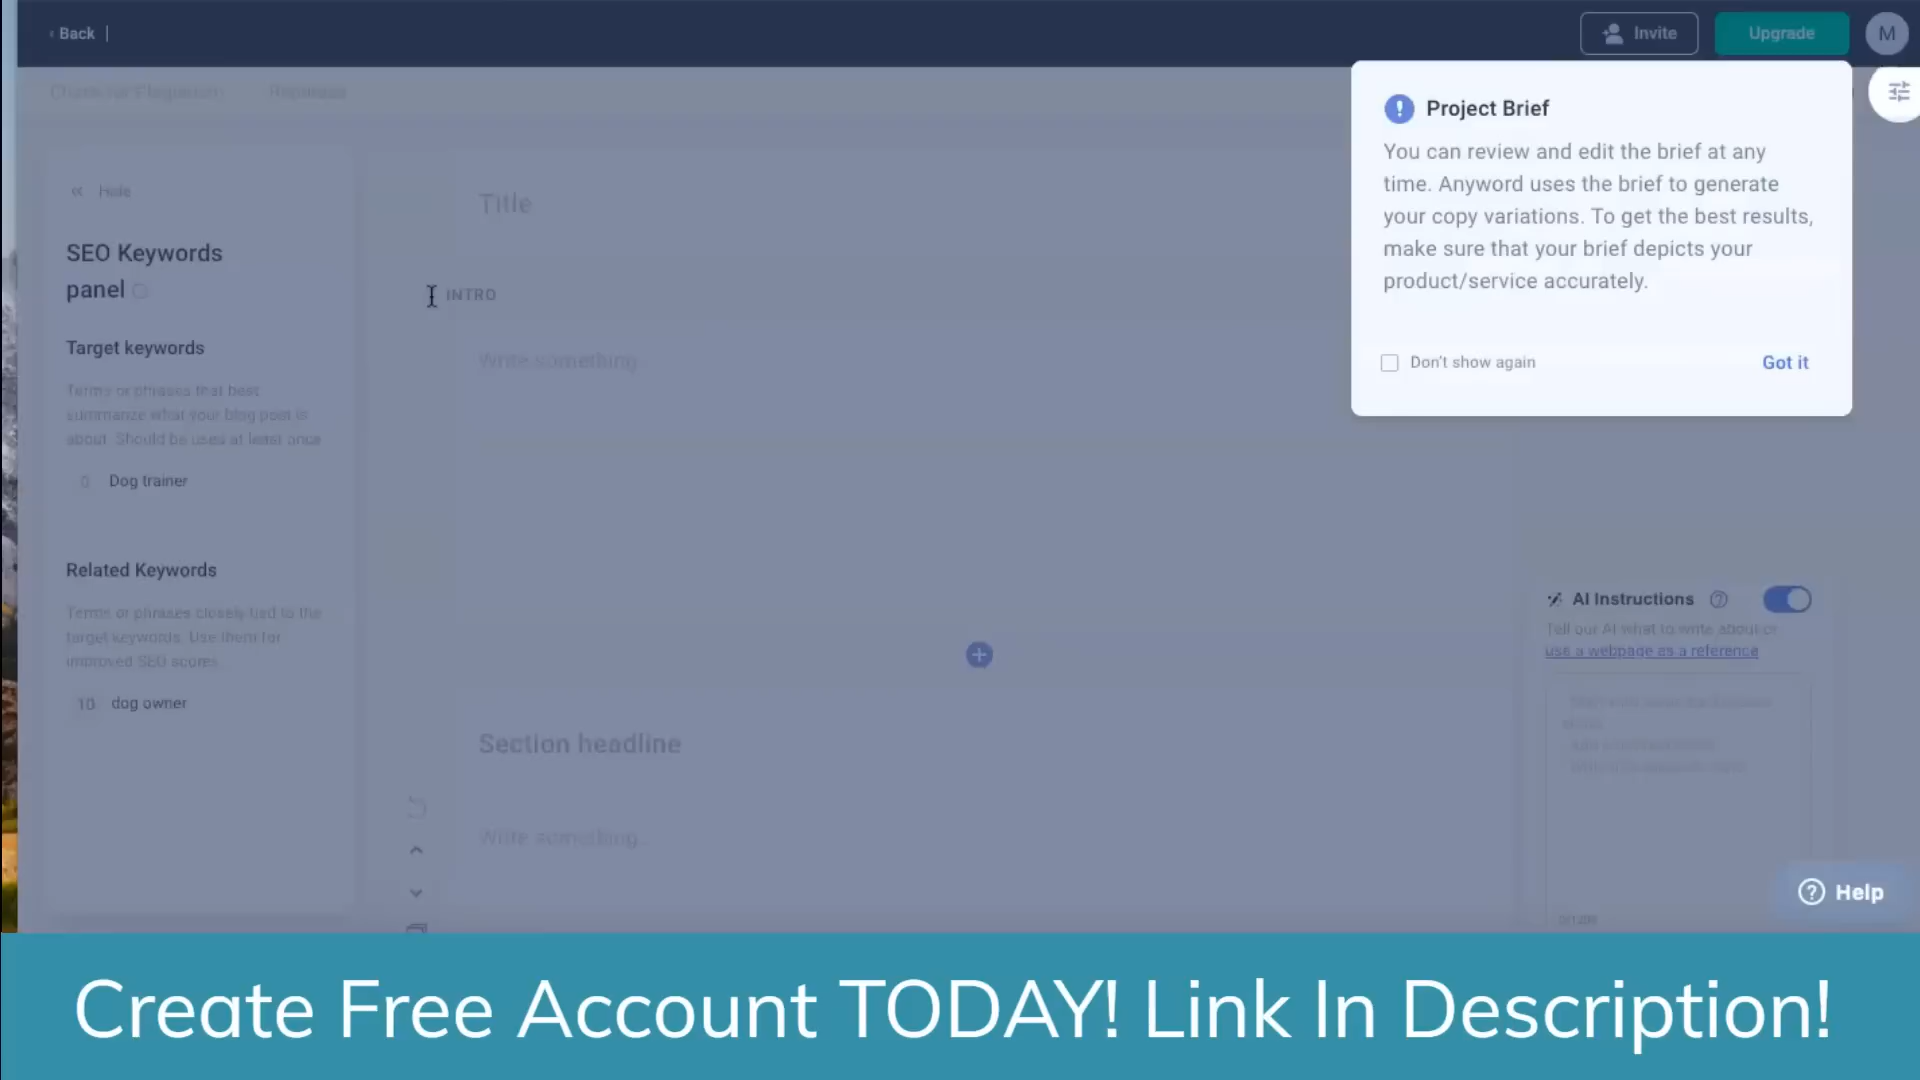 Back |
Invite
Upgrade
M
Check for Plagiarism
Rephrase
Project Brief
You can review and edit the brief at any
time. Anyword uses the brief to generate
your copy variations. To get the best results,
make sure that your brief depicts your
product/service accurately.
Don't show again
Got it
Hide
SEO Keywords
panel
Target keywords
Terms or phrases that best
summarize what your blog post is
about. Should be used at least once
0 Dog trainer
Related Keywords
Terms or phrases closely tied to the
target keywords. Use them for
improved SEO scores
10 dog owner
Title
INTRO
Write something
Section headline
Write something
AI Instructions
Tell our AI what to write about or
use a webpage as a reference
Help
Create Free Account TODAY! Link In Description!